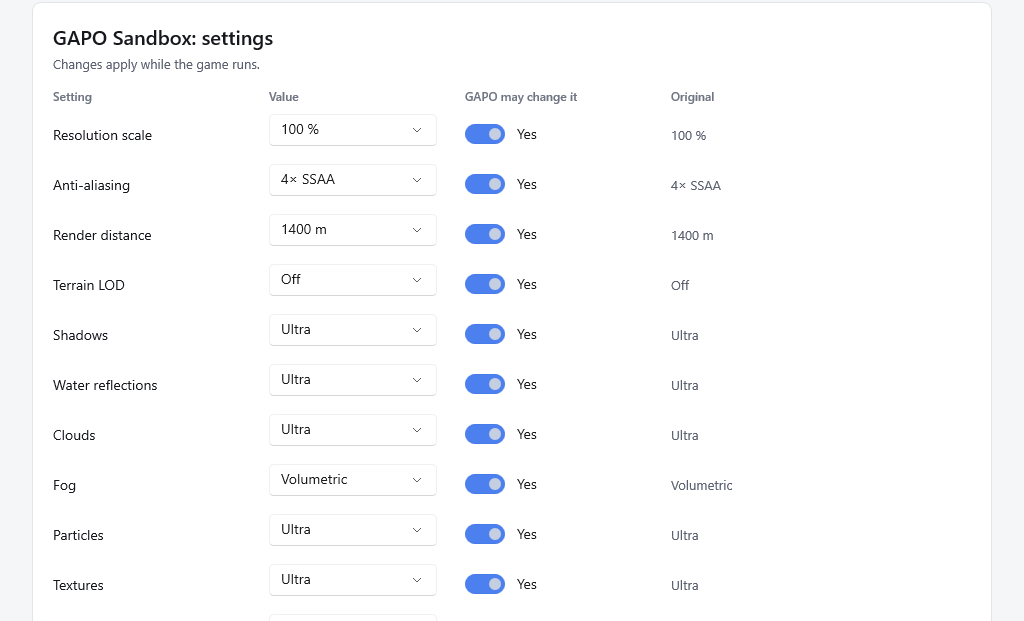 GAPO Sandbox: settings
Changes apply while the game runs.
Setting Value GAPO may change it Original
Resolution scale 100 % Yes 100 %
Anti-aliasing 4× SSAA Yes 4× SSAA
Render distance 1400 m Yes 1400 m
Terrain LOD Off Yes Off
Shadows Ultra Yes Ultra
Water reflections Ultra Yes Ultra
Clouds Ultra Yes Ultra
Fog Volumetric Yes Volumetric
Particles Ultra Yes Ultra
Textures Ultra Yes Ultra